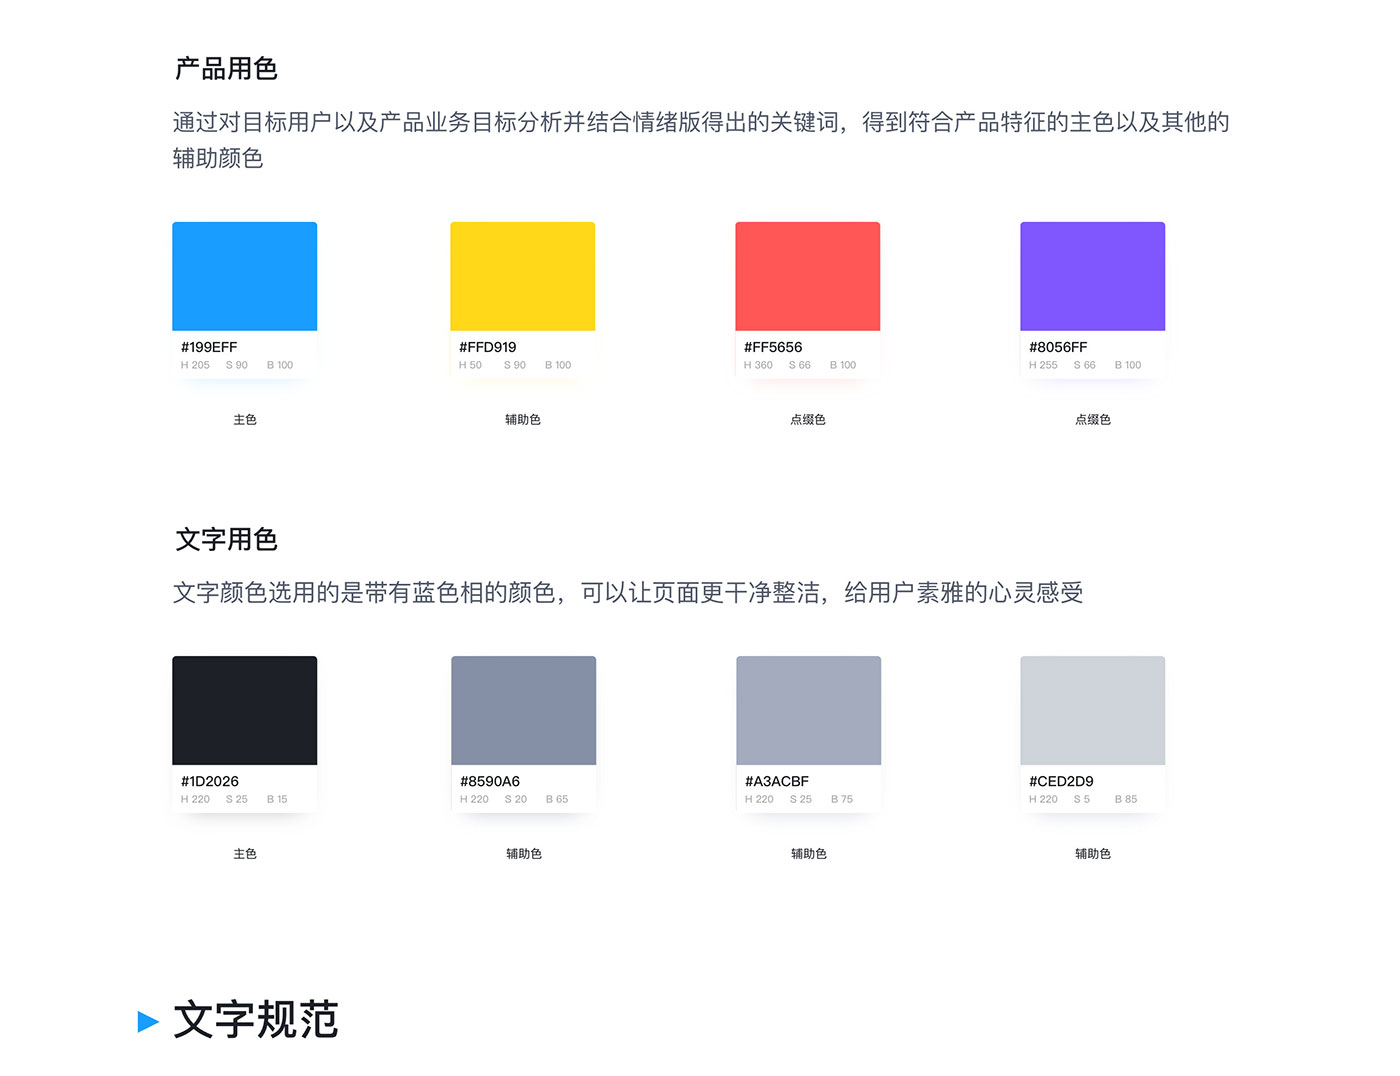 产品用色
通过对目标用户以及产品业务目标分析并结合情绪版得出的关键词，得到符合产品特征的主色以及其他的
辅助颜色
#199EFF #FFD919 #FF5656 #8056FF
H 205 S 90 B 100 H 50 S 90 B 100 H 360 S 66 B 100 H 255 S 66 B 100
主色 辅助色 点缀色 点缀色
文字用色
文字颜色选用的是带有蓝色相的颜色，可以让页面更干净整洁，给用户素雅的心灵感受
#1D2026 #8590A6 #A3ACBF #CED2D9
H 220 S 25 B 15 H 220 S 20 B 65 H 220 S 25 B 75 H 220 S 5 B 85
主色 辅助色 辅助色 辅助色
文字规范